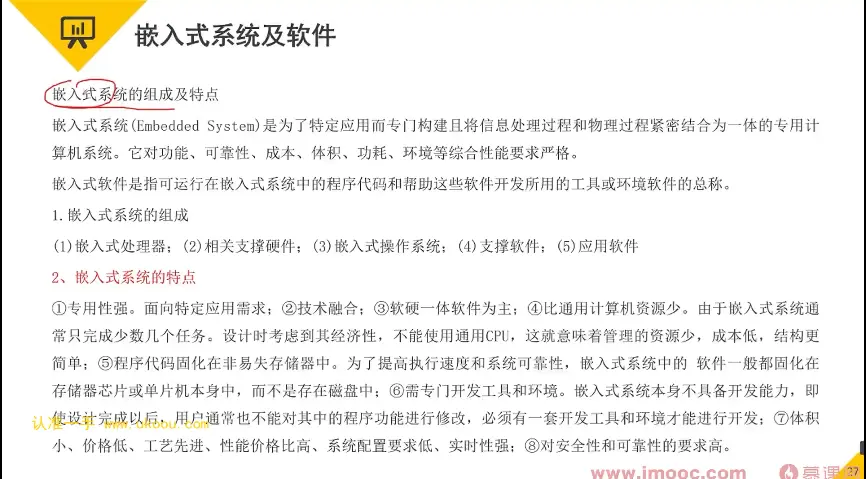 嵌入式系统及软件
嵌入式系统的组成及特点
嵌入式系统(Embedded System)是为了特定应用而专门构建且将信息处理过程和物理过程紧密结合为一体的专用计
算机系统。它对功能、可靠性、成本、体积、功耗、环境等综合性能要求严格。
嵌入式软件是指可运行在嵌入式系统中的程序代码和帮助这些软件开发所用的工具或环境软件的总称。
1.嵌入式系统的组成
(1)嵌入式处理器；(2)相关支撑硬件；(3)嵌入式操作系统；(4)支撑软件；(5)应用软件
2、嵌入式系统的特点
①专用性强。面向特定应用需求；②技术融合；③软硬一体软件为主；④比通用计算机资源少。由于嵌入式系统通
常只完成少数几个任务。设计时考虑到其经济性，不能使用通用CPU，这就意味着管理的资源少，成本低，结构更
简单；⑤程序代码固化在非易失存储器中。为了提高执行速度和系统可靠性，嵌入式系统中的 软件一般都固化在
存储器芯片或单片机本身中，而不是存在磁盘中；⑥需专门开发工具和环境。嵌入式系统本身不具备开发能力，即
使设计完成以后，用户通常也不能对其中的程序功能进行修改，必须有一套开发工具和环境才能进行开发；⑦体积
小、价格低、工艺先进、性能价格比高、系统配置要求低、实时性强；⑧对安全性和可靠性的要求高。
www.imooc.com
慕课
27